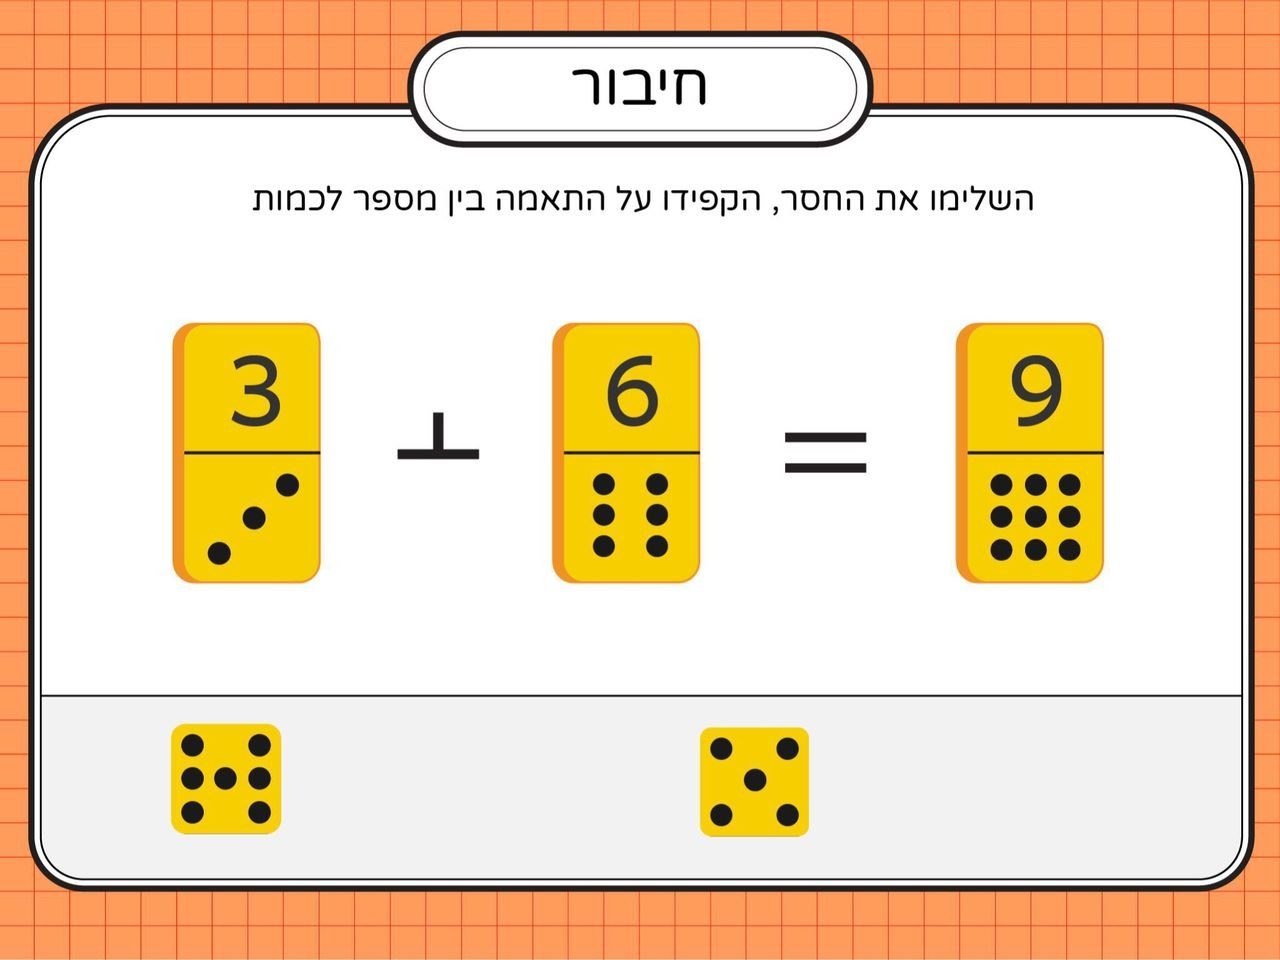 חיבור
השלימו את החסר, הקפידו על התאמה בין מספר לכמות
3 ﬩ 6 = 9